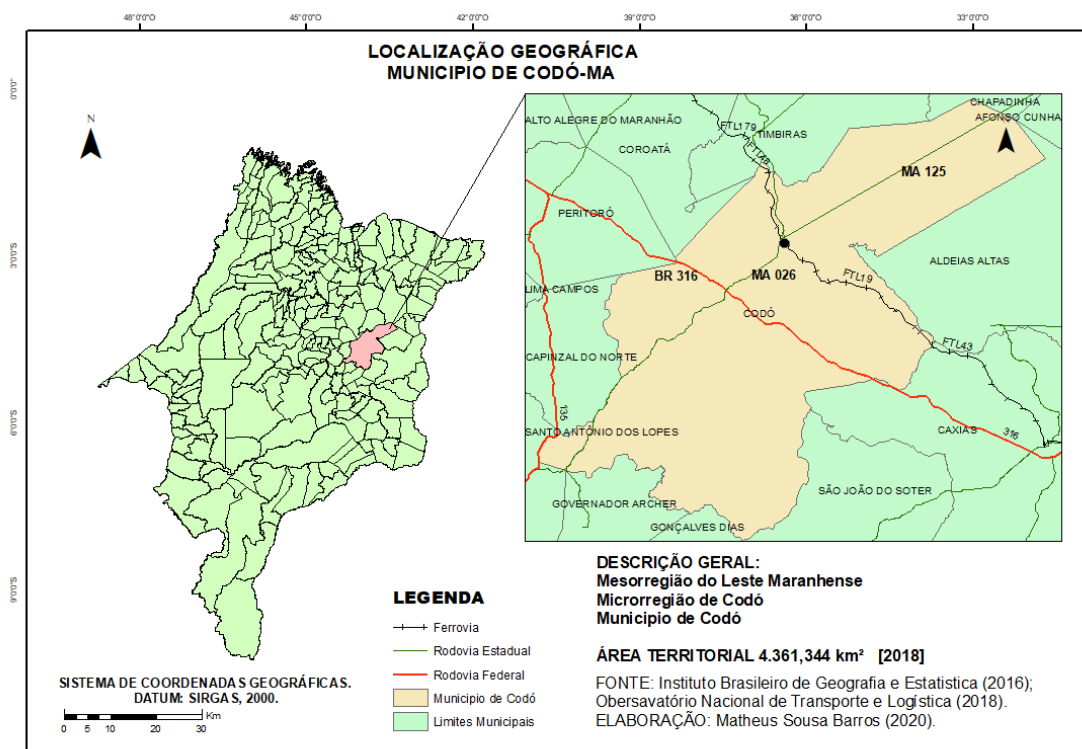 48°0'0"
45°0'0"
42°0'0"
39°0'0"
36°0'0"
33°0'0"
0°0'0"
3°0'0"S
6°0'0"S
9°0'0"S
LOCALIZAÇÃO GEOGRÁFICA
MUNICIPIO DE CODÓ-MA
N
CHAPADINHA
AFONSO CUNHA
ALTO ALEGRE DO MARANHÃO
FTL179
TIMBIRAS
COROATÁ
MA 125
PERITORÓ
ALDEIAS ALTAS
BR 316
MA 026
FTL19
LIMA CAMPOS
CODÓ
CAPINZAL DO NORTE
FTL43
135
SANTO ANTÔNIO DOS LOPES
CAXIAS
316
SÃO JOÃO DO SOTER
GOVERNADOR ARCHER
GONÇALVES DIAS
DESCRIÇÃO GERAL:
Mesorregião do Leste Maranhense
Microrregião de Codó
Municipio de Codó
ÁREA TERRITORIAL 4.361,344 km² [2018]
FONTE: Instituto Brasileiro de Geografia e Estatistica (2016);
Obersavatório Nacional de Transporte e Logística (2018).
ELABORAÇÃO: Matheus Sousa Barros (2020).
LEGENDA
Ferrovia
Rodovia Estadual
Rodovia Federal
Municipio de Codó
Limites Municipais
SISTEMA DE COORDENADAS GEOGRÁFICAS.
DATUM: SIRGAS, 2000.
Km
0 5 10 20 30